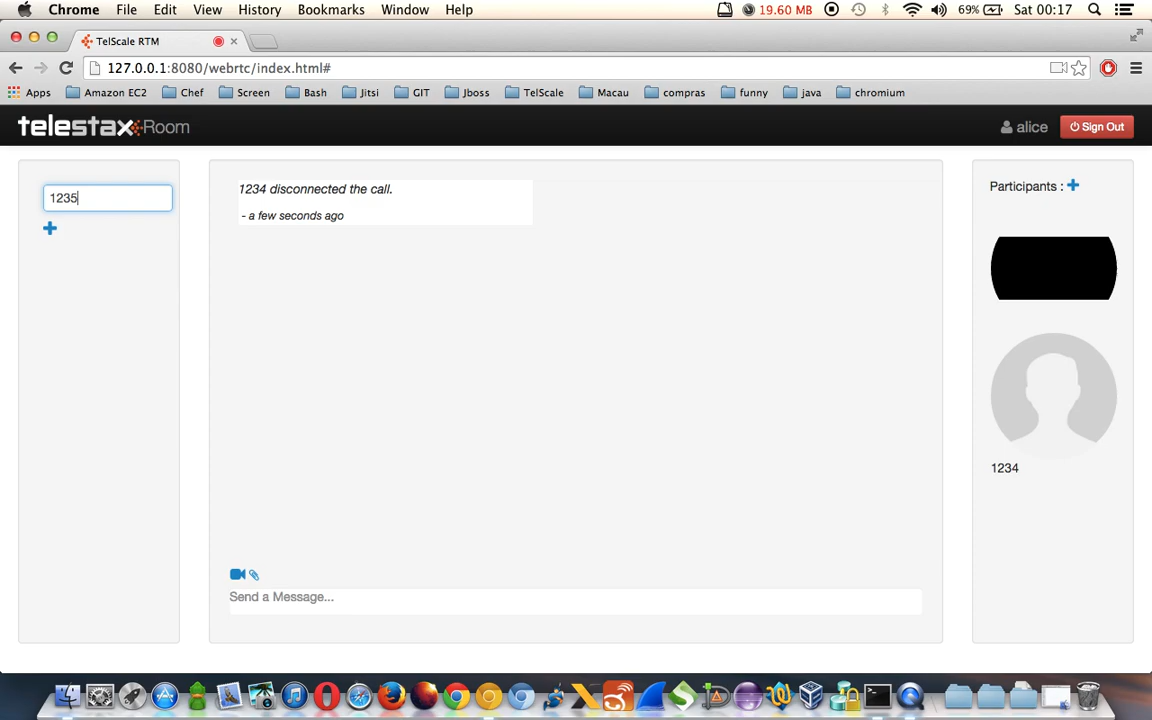 Chrome File Edit View History Bookmarks Window Help 19.60 MB 69% Sat 00:17
TelScale RTM
127.0.0.1:8080/webrtc/index.html#
Apps Amazon EC2 Chef Screen Bash Jitsi GIT Jboss TelScale Macau compras funny java chromium
telestax Room alice Sign Out
1235
1234 disconnected the call.
- a few seconds ago
Send a Message...
Participants :
1234